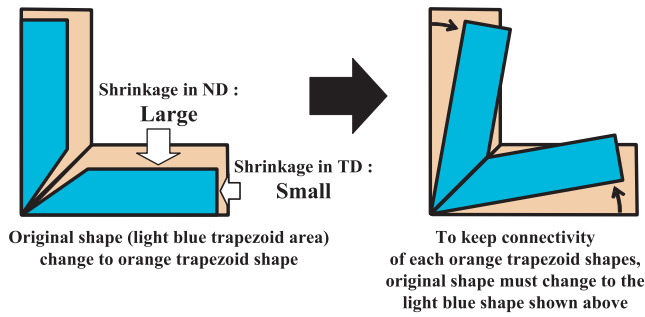 Shrinkage in ND :
Large
Shrinkage in TD :
Small
Original shape (light blue trapezoid area)
change to orange trapezoid shape
To keep connectivity
of each orange trapezoid shapes,
original shape must change to the
light blue shape shown above